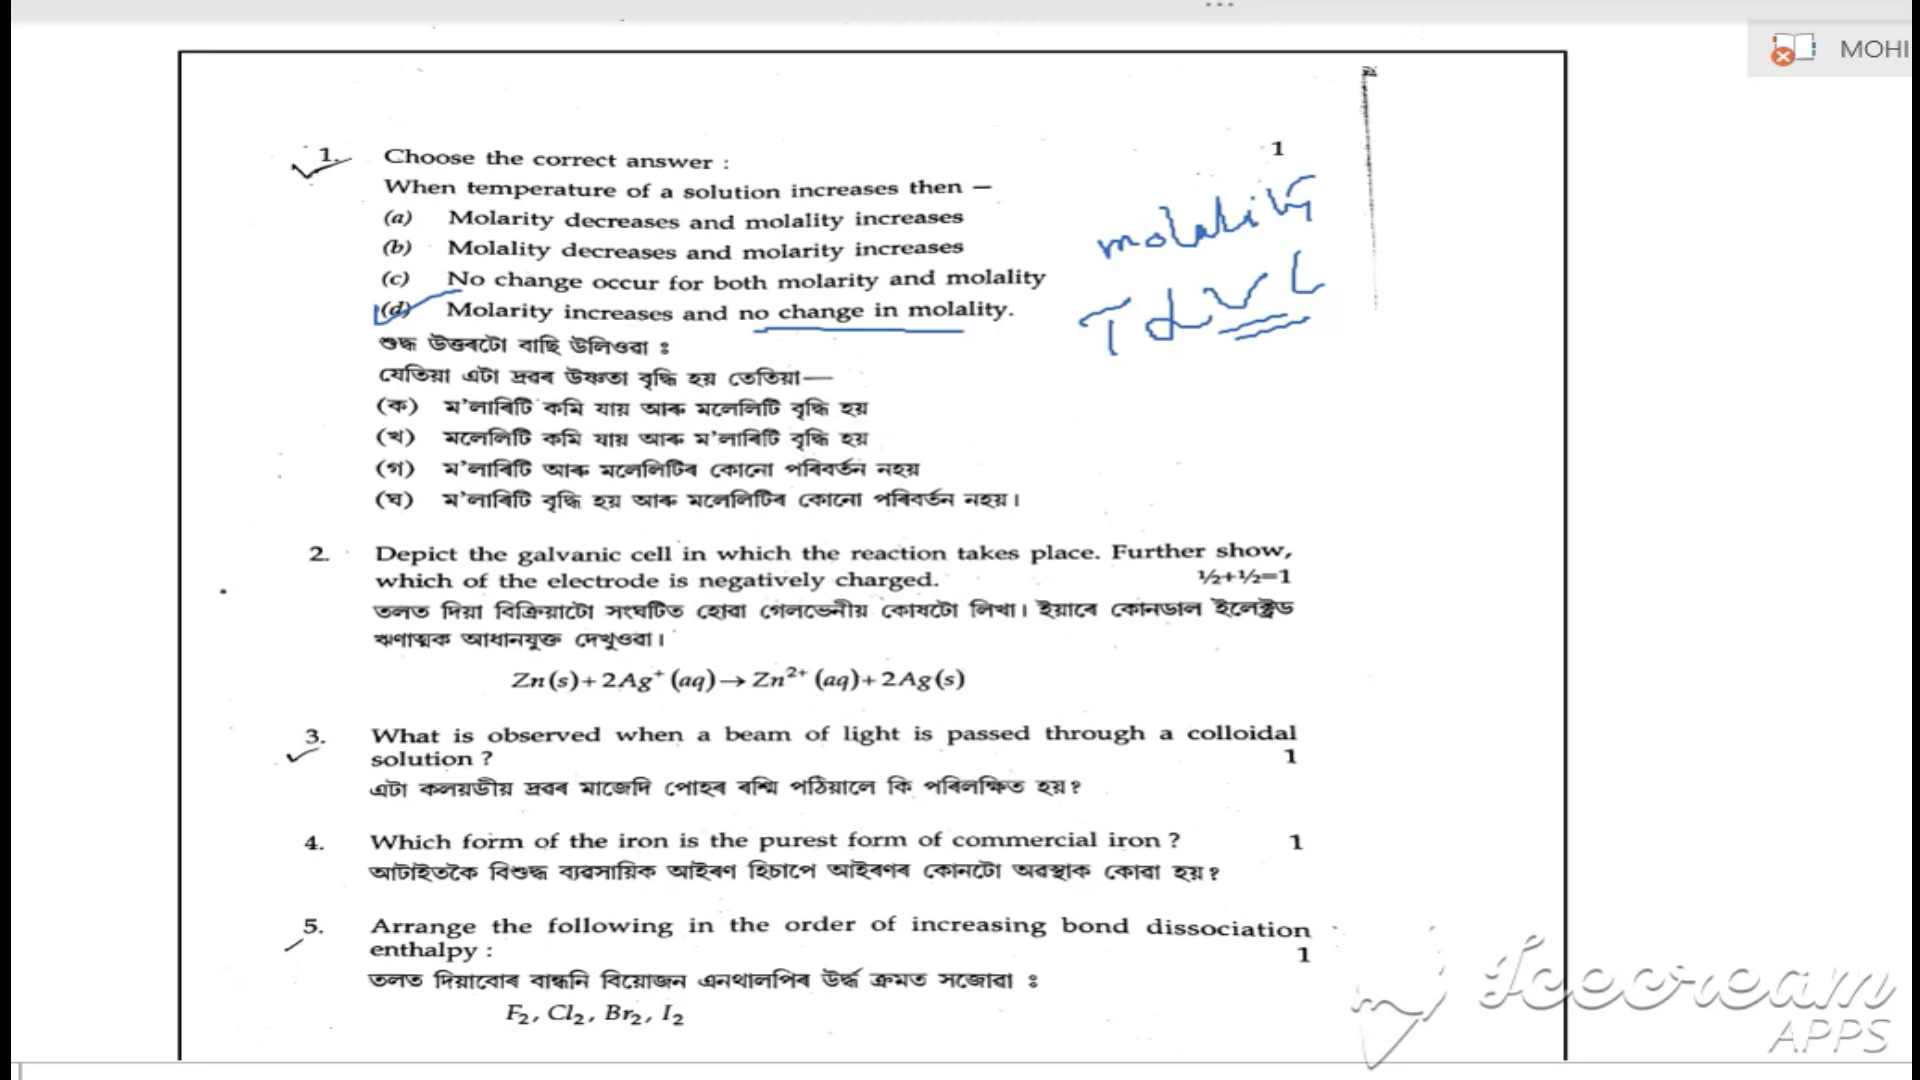 MOHI
1. Choose the correct answer : 1
When temperature of a solution increases then —
(a) Molarity decreases and molality increases
(b) Molality decreases and molarity increases
(c) No change occur for both molarity and molality
(d) Molarity increases and no change in molality.
molality
T d V L
শুদ্ধ উত্তৰটো বাছি উলিওৱা ঃ
যেতিয়া এটা দ্ৰৱৰ উষ্ণতা বৃদ্ধি হয় তেতিয়া—
(ক) ম'লাৰিটি কমি যায় আৰু মলেলিটি বৃদ্ধি হয়
(খ) মলেলিটি কমি যায় আৰু ম'লাৰিটি বৃদ্ধি হয়
(গ) ম'লাৰিটি আৰু মলেলিটিৰ কোনো পৰিবৰ্তন নহয়
(ঘ) ম'লাৰিটি বৃদ্ধি হয় আৰু মলেলিটিৰ কোনো পৰিবৰ্তন নহয়।
2. Depict the galvanic cell in which the reaction takes place. Further show,
which of the electrode is negatively charged. ½+½=1
তলত দিয়া বিক্ৰিয়াটো সংঘটিত হোৱা গেলভেনীয় কোষটো লিখা। ইয়াৰে কোনডাল ইলেক্ট্ৰড
ঋণাত্মক আধানযুক্ত দেখুওৱা।
Zn(s)+2Ag⁺(aq)→Zn²⁺(aq)+2Ag(s)
3. What is observed when a beam of light is passed through a colloidal
solution ? 1
এটা কলয়ডীয় দ্ৰৱৰ মাজেদি পোহৰ ৰশ্মি পঠিয়ালে কি পৰিলক্ষিত হয়?
4. Which form of the iron is the purest form of commercial iron ? 1
আটাইতকৈ বিশুদ্ধ ব্যৱসায়িক আইৰণ হিচাপে আইৰণৰ কোনটো অৱস্থাক কোৱা হয়?
5. Arrange the following in the order of increasing bond dissociation
enthalpy : 1
তলত দিয়াবোৰ বান্ধনি বিয়োজন এনথালপিৰ উৰ্দ্ধ ক্ৰমত সজোৱা ঃ
F₂, Cl₂, Br₂, I₂
Icecream
APPS